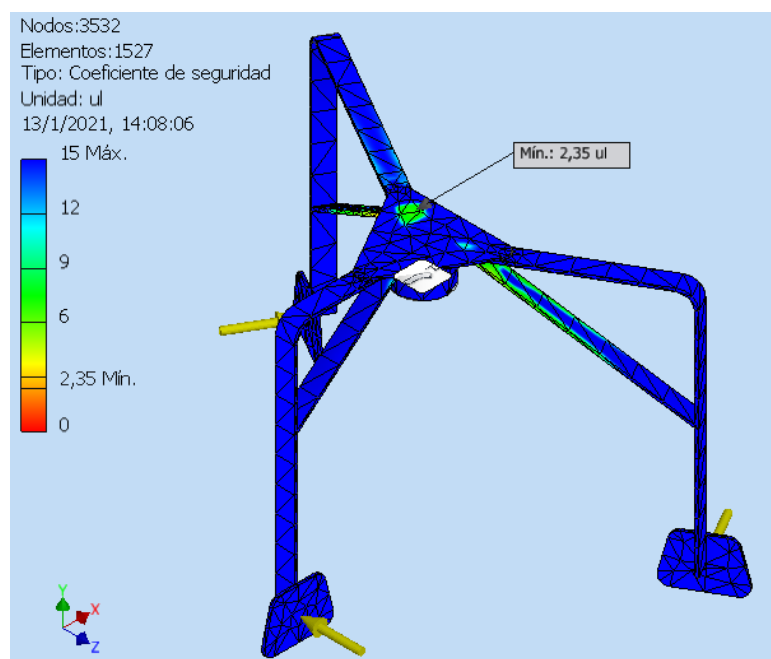 Nodos:3532
Elementos:1527
Tipo: Coeficiente de seguridad
Unidad: ul
13/1/2021, 14:08:06
15 Máx.
Mín.: 2,35 ul
12
9
6
2,35 Mín.
0
Y
X
Z